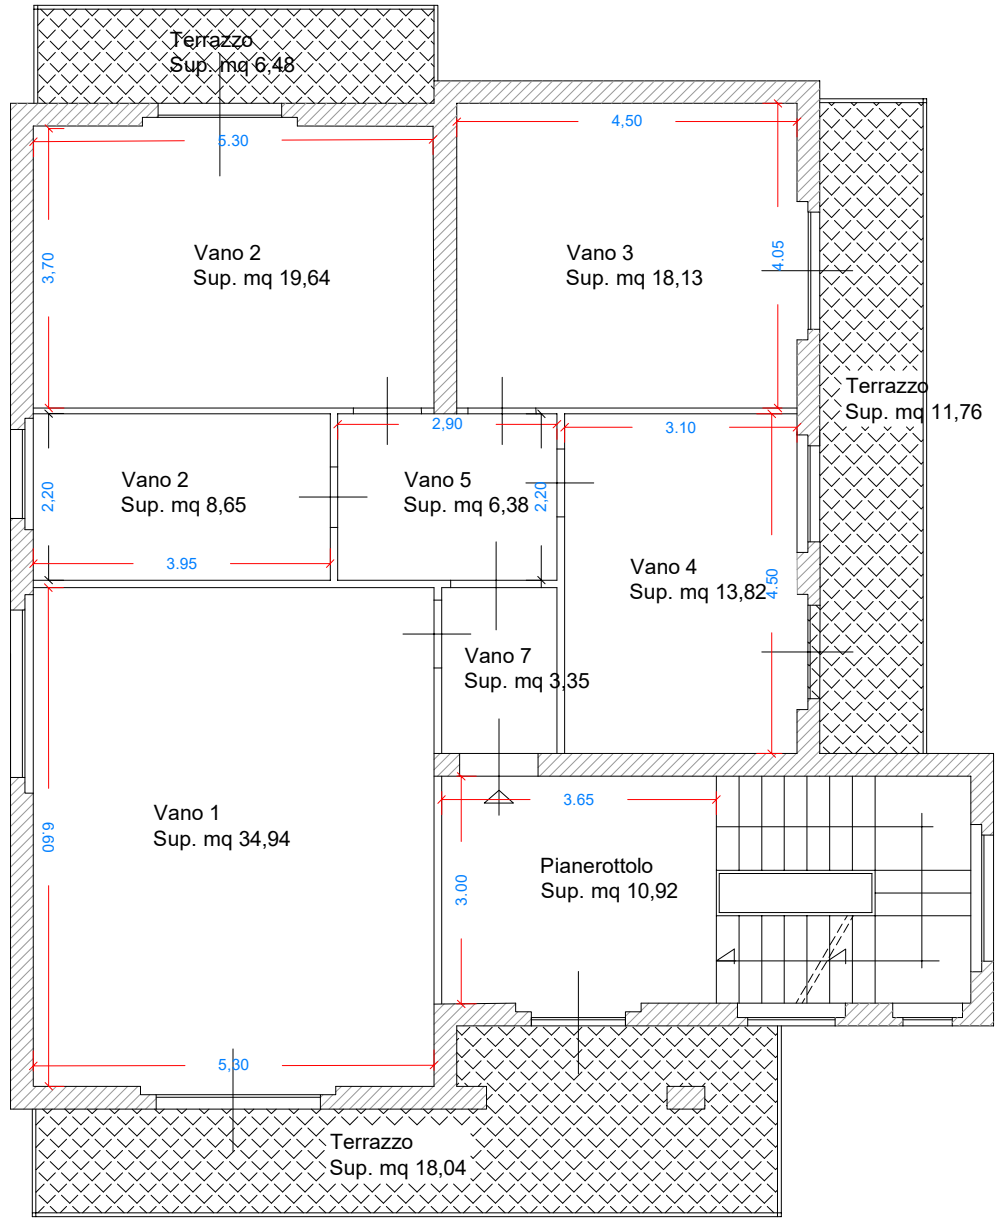 Terrazzo
Sup. mq 6,48
5.30
4,50
3,70
Vano 2
Sup. mq 19,64
Vano 3
Sup. mq 18,13
4.05
Terrazzo
Sup. mq 11,76
2,90
3.10
2,20
Vano 2
Sup. mq 8,65
Vano 5
Sup. mq 6,38
2,20
3.95
Vano 4
Sup. mq 13,82
4.50
Vano 7
Sup. mq 3,35
Vano 1
Sup. mq 34,94
6.60
3.65
Pianerottolo
Sup. mq 10,92
3.00
5,30
Terrazzo
Sup. mq 18,04